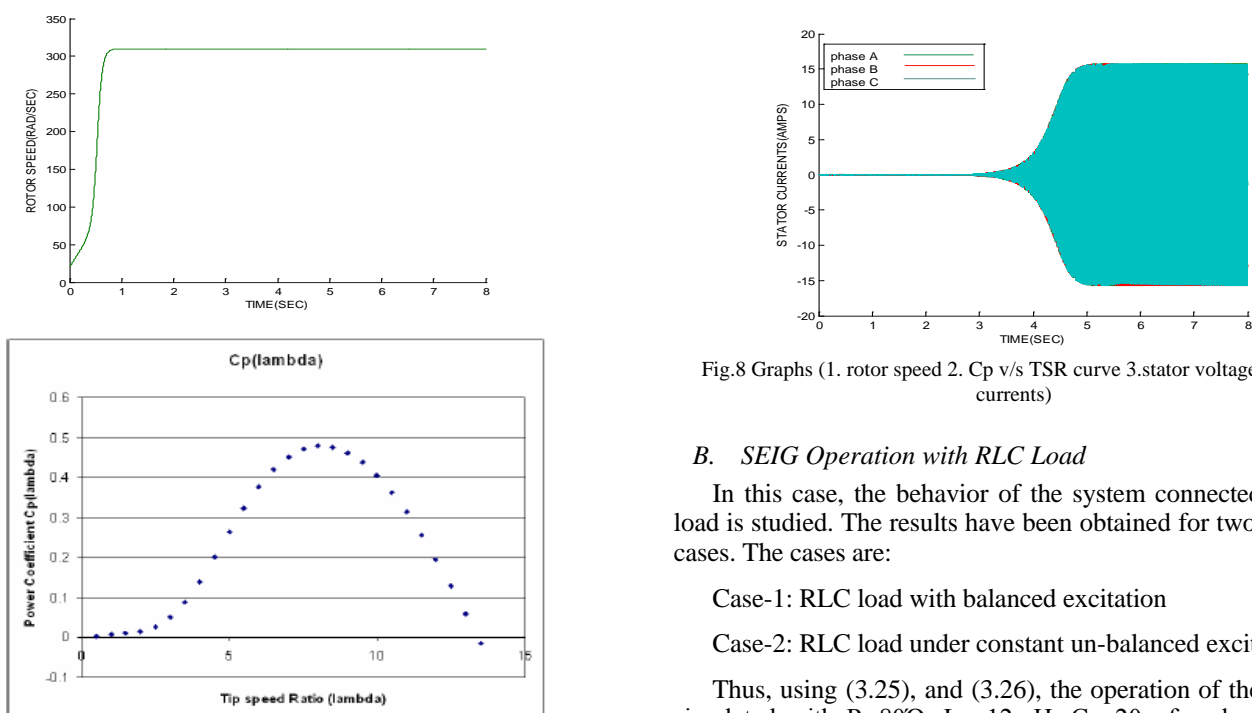 350
300
250
200
150
100
50
0
ROTOR SPEED(RAD/SEC)
0 1 2 3 4 5 6 7 8
TIME(SEC)
Cp(lambda)
0.6
0.5
0.4
0.3
0.2
0.1
0
-0.1
Power Coefficient Cp(lambda)
0 5 10 15
Tip speed Ratio (lambda)
20
15
10
5
0
-5
-10
-15
-20
STATOR CURRENTS(AMPS)
phase A
phase B
phase C
0 1 2 3 4 5 6 7 8
TIME(SEC)
Fig.8 Graphs (1. rotor speed 2. Cp v/s TSR curve 3.stator voltage
currents)
B. SEIG Operation with RLC Load
In this case, the behavior of the system connected
load is studied. The results have been obtained for two
cases. The cases are:
Case-1: RLC load with balanced excitation
Case-2: RLC load under constant un-balanced exci
Thus, using (3.25), and (3.26), the operation of the